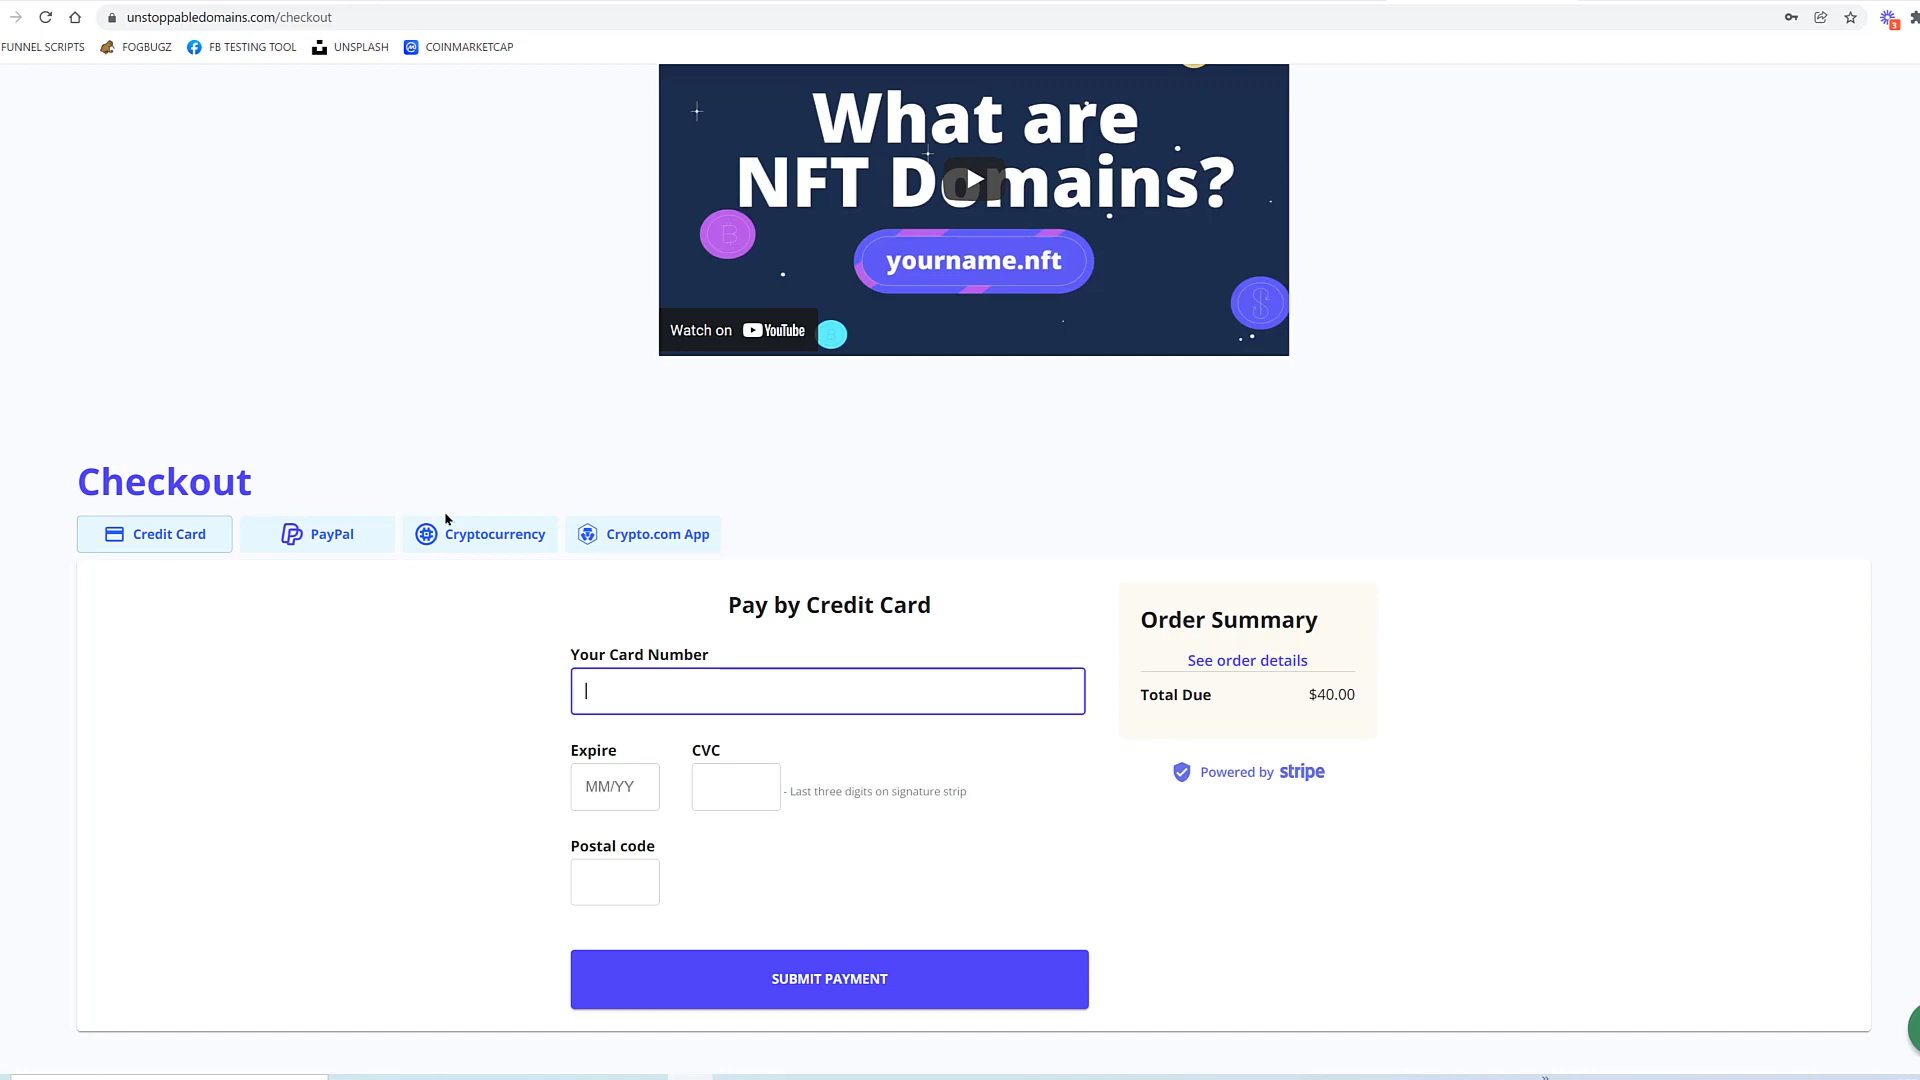 unstoppabledomains.com/checkout
3
FUNNEL SCRIPTS
FOGBUGZ
FB TESTING TOOL
UNSPLASH
COINMARKETCAP
What are
NFT Domains?
yourname.nft
Watch on YouTube
Checkout
Credit Card
PayPal
Cryptocurrency
Crypto.com App
Pay by Credit Card
Your Card Number
Expire
CVC
MM/YY
- Last three digits on signature strip
Postal code
SUBMIT PAYMENT
Order Summary
See order details
Total Due $40.00
Powered by stripe